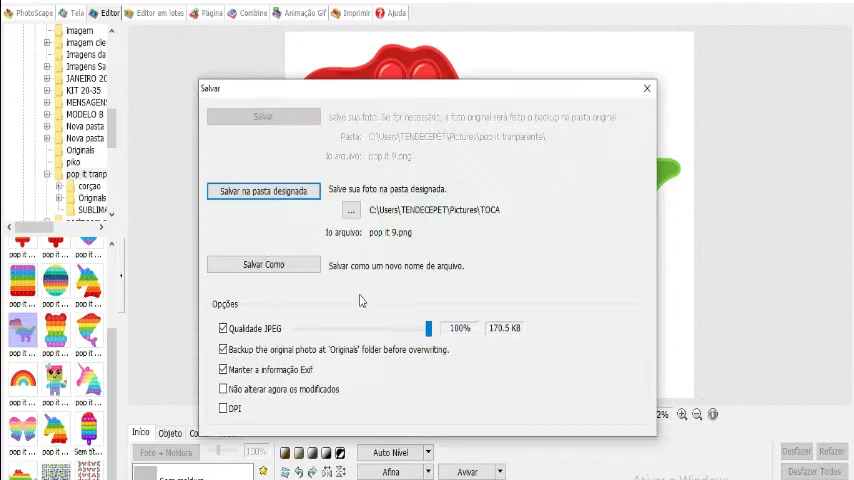 PhotoScape Tela Editor Editor em lotes Página Combine Animação Gif Imprimir Ajuda
imagem
imagem clie
Imagens da
Imagens Sa
JANEIRO 20
KIT 20-35
MENSAGENS
MODELO B
Nova pasta
Nova pasta
Originals
piko
pop it tranp
corçao
Originals
SUBLIMA
pop it ... pop it ... pop it ...
pop it ... pop it ... pop it ...
pop it ... pop it ... pop it ...
pop it ... pop it ... pop it ...
pop it ... pop it ... Sem tít...
Salvar
Salvar
Salve sua foto. Se for necessário, a foto original será feito o backup na pasta original
Pasta: C:\Users\TENDECEPET\Pictures\pop it tranparente\
do arquivo: pop it 9.png
Salvar na pasta designada
Salve sua foto na pasta designada.
... C:\Users\TENDECEPET\Pictures\TOCA
do arquivo: pop it 9.png
Salvar Como
Salvar como um novo nome de arquivo.
Opções
Qualidade JPEG 100% 170.5 KB
Backup the original photo at 'Originals' folder before overwriting.
Manter a informação Exif
Não alterar agora os modificados
DPI
2%
Início Objeto
Foto + Moldura 100% Auto Nível Desfazer Refazer
Sem moldura Afina Avivar Desfazer Todos
Ativar o Windows